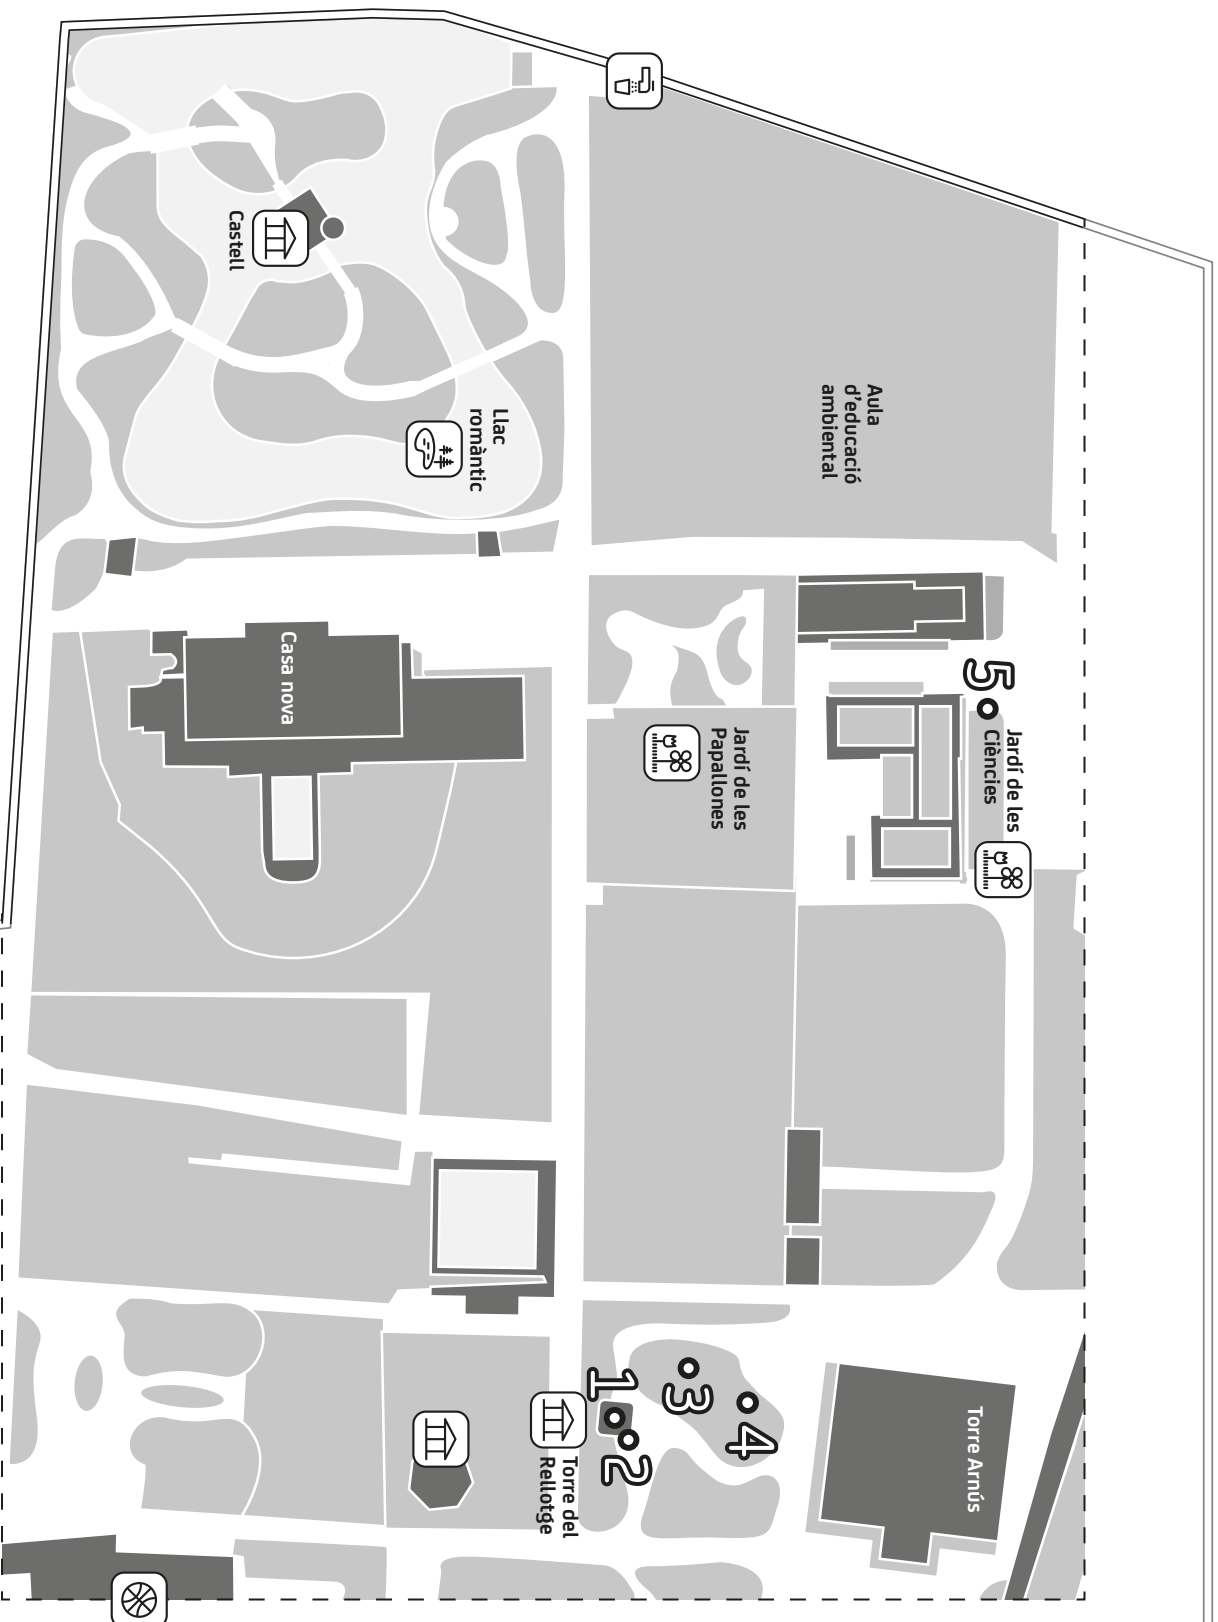 Castell
Llac
romàntic
Aula
d'educació
ambiental
Casa nova
Jardí de les
Papallones
5
Jardí de les
Ciències
1
2
3
4
Torre del
Rellotge
Torre Arnús